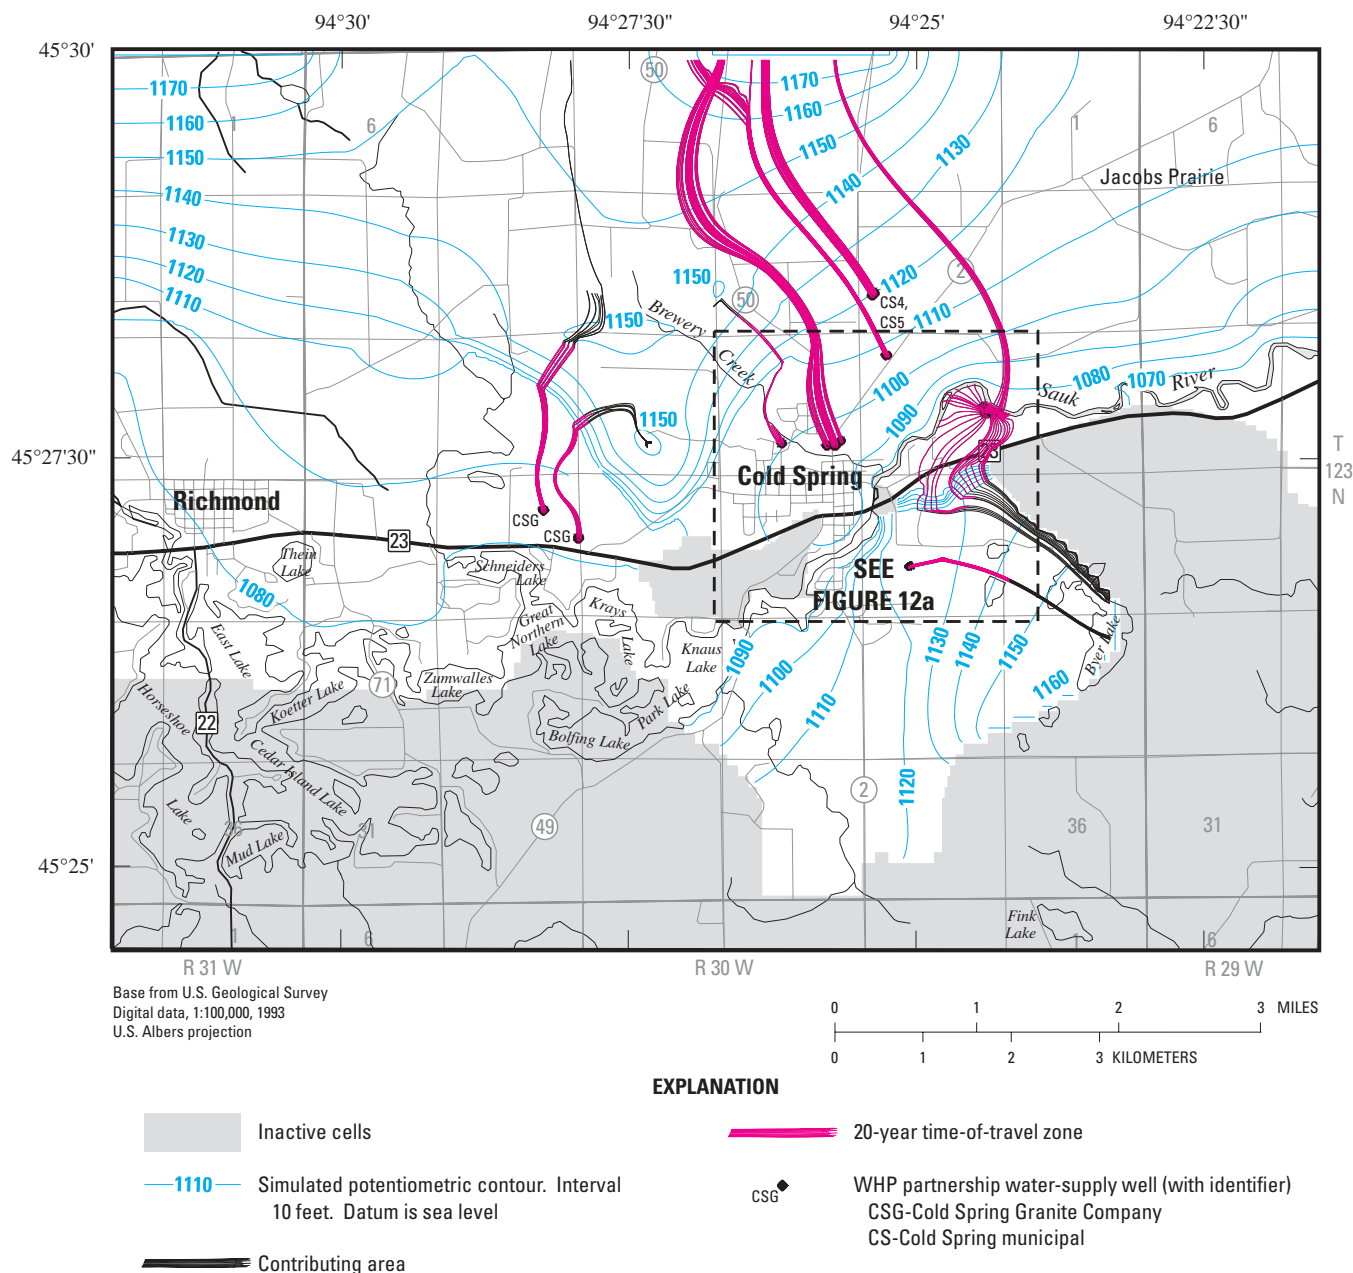 94°30'
94°27'30"
94°25'
94°22'30"
45°30'
50
1170
1170
1160
1160
1
6
1
6
1150
1150
1130
1140
1140
Jacobs Prairie
1130
1120
1110
1150
1120
2
50
CS4,
CS5
1110
1150
Brewery
Creek
1100
1080
1070
Sauk
River
1090
1150
45°27'30"
T
123
N
Cold Spring
23
Richmond
CSG
CSG
23
Thein
Lake
Schneiders
Lake
SEE
FIGURE 12a
1080
Great
Northern
Lake
Krays
Lake
East Lake
Knaus
Lake
1090
1130
1140
1150
Byer Lake
1100
1160
71
Zumwalles
Lake
Koetter Lake
Horseshoe
Lake
22
Park Lake
1110
Bolfing Lake
Cedar Island Lake
2
1120
36
31
49
36
31
Mud Lake
45°25'
Fink
Lake
1
6
1
6
R 31 W
R 30 W
R 29 W
Base from U.S. Geological Survey
Digital data, 1:100,000, 1993
U.S. Albers projection
0 1 2 3 MILES
0 1 2 3 KILOMETERS
EXPLANATION
Inactive cells
1110
Simulated potentiometric contour. Interval
10 feet. Datum is sea level
Contributing area
20-year time-of-travel zone
CSG
WHP partnership water-supply well (with identifier)
CSG-Cold Spring Granite Company
CS-Cold Spring municipal